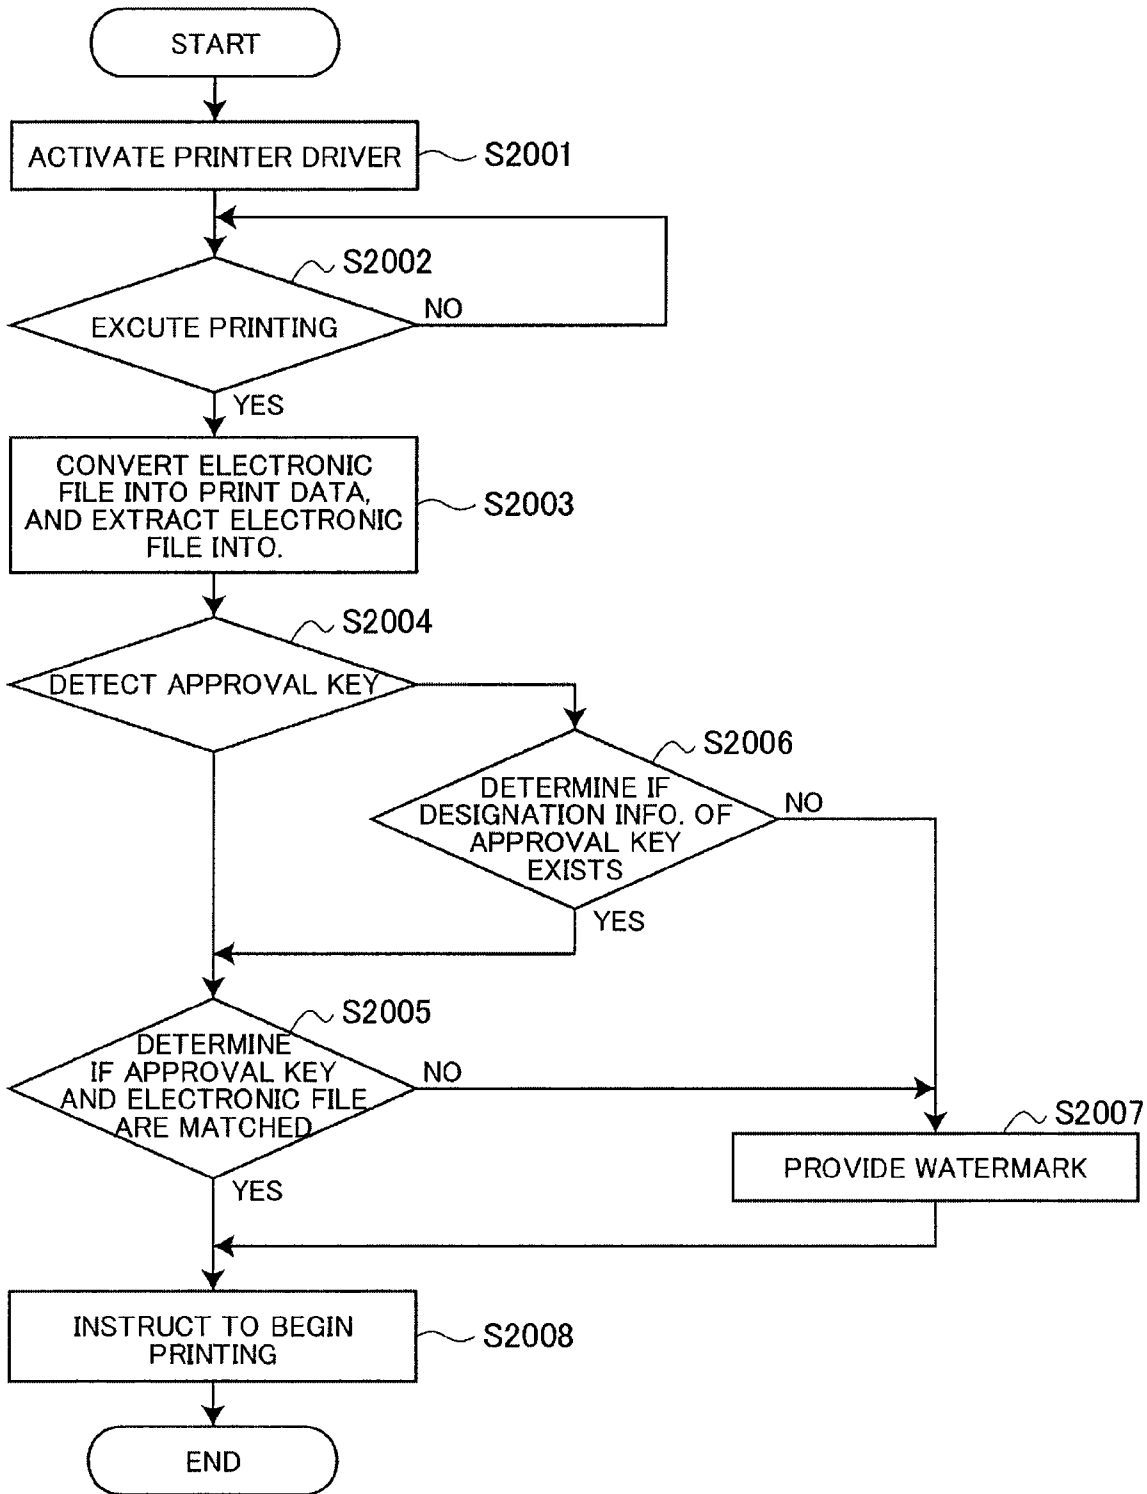 START
ACTIVATE PRINTER DRIVER
S2001
S2002
EXCUTE PRINTING
NO
YES
CONVERT ELECTRONIC
FILE INTO PRINT DATA,
AND EXTRACT ELECTRONIC
FILE INTO.
S2003
S2004
DETECT APPROVAL KEY
S2006
DETERMINE IF
DESIGNATION INFO. OF
APPROVAL KEY
EXISTS
NO
YES
S2005
DETERMINE
IF APPROVAL KEY
AND ELECTRONIC FILE
ARE MATCHED
NO
YES
S2007
PROVIDE WATERMARK
INSTRUCT TO BEGIN
PRINTING
S2008
END